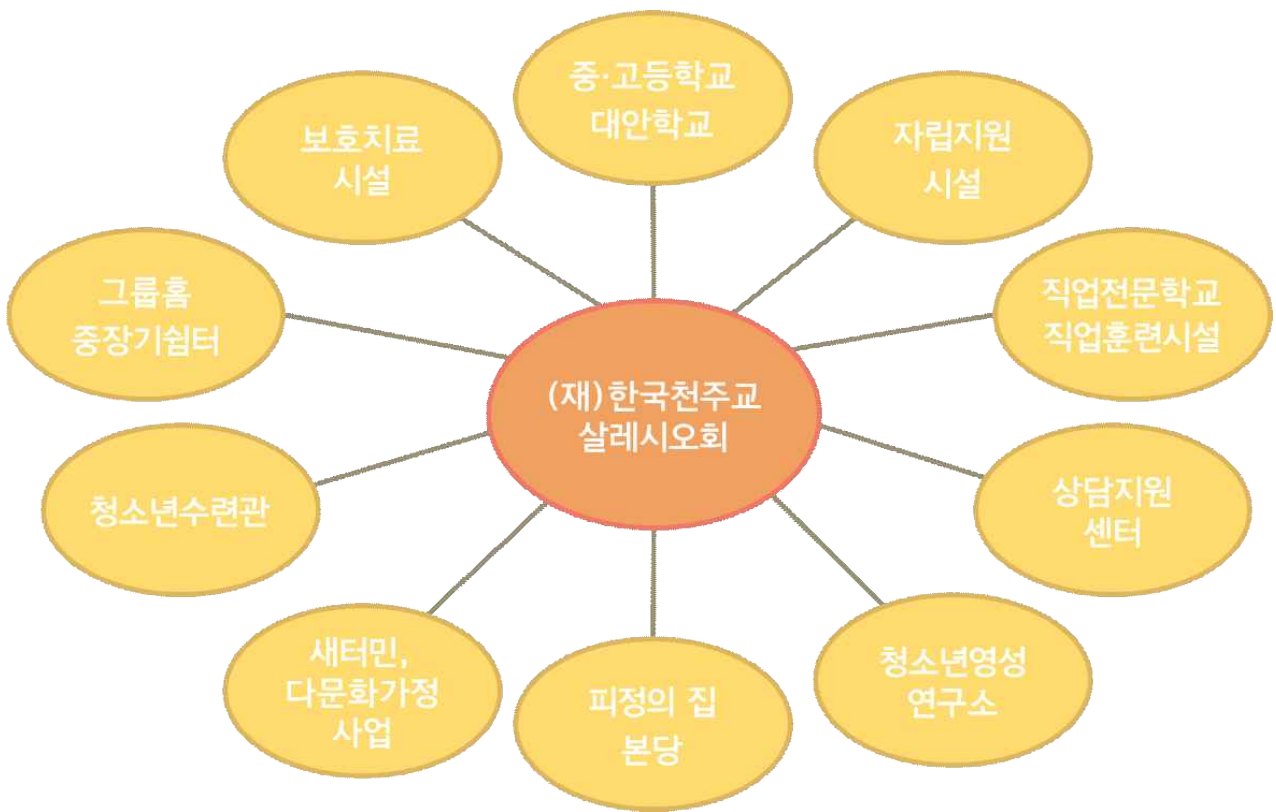 중·고등학교
대안학교
보호치료
시설
자립지원
시설
그룹홈
중장기쉼터
직업전문학교
직업훈련시설
(재)한국천주교
살레시오회
청소년수련관
상담지원
센터
새터민,
다문화가정
사업
피정의 집
본당
청소년영성
연구소